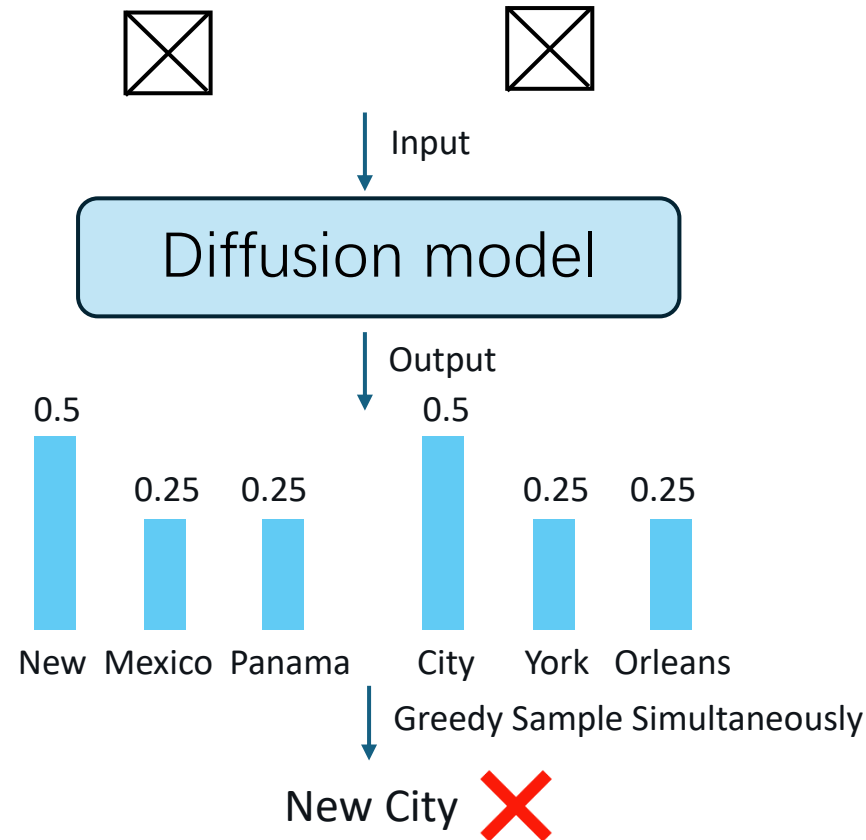 Input
Diffusion model
Output
0.5 0.5
0.25 0.25 0.25 0.25
New Mexico Panama City York Orleans
Greedy Sample Simultaneously
New City